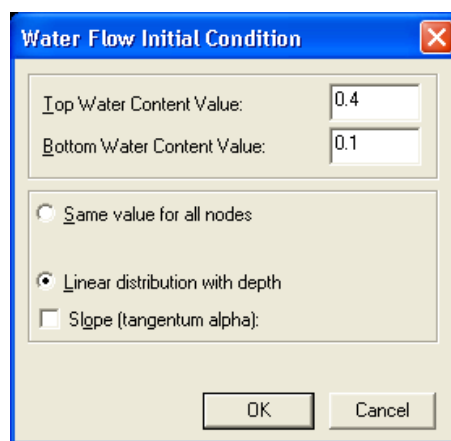 Water Flow Initial Condition
Top Water Content Value: 0.4
Bottom Water Content Value: 0.1
Same value for all nodes
Linear distribution with depth
Slope (tangentum alpha):
OK Cancel